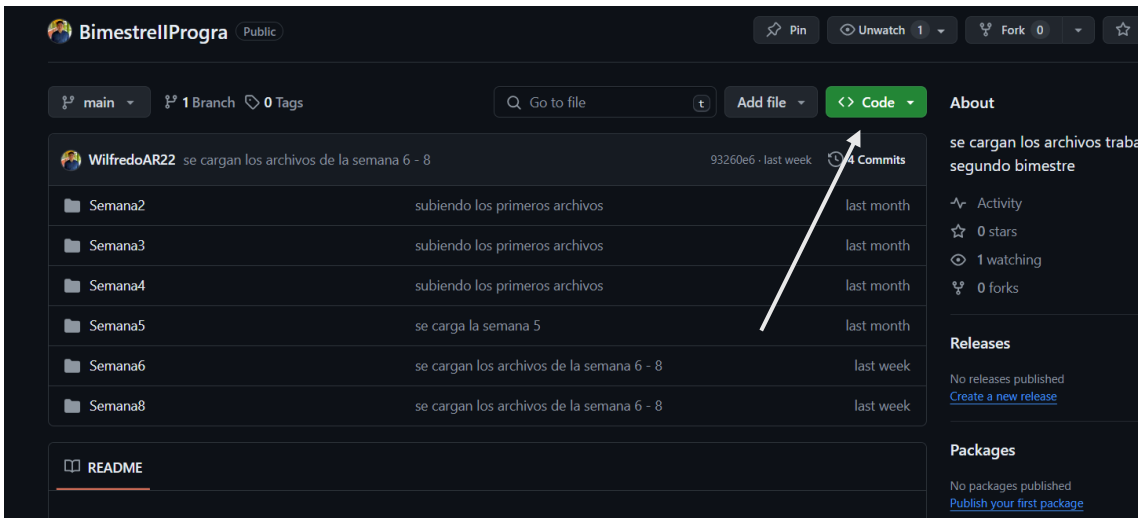 BimestreIIProgra Public
Pin
Unwatch 1
Fork 0
main
1 Branch
0 Tags
Go to file
t
Add file
<> Code
WilfredoAR22 se cargan los archivos de la semana 6 - 8
93260e6 · last week
4 Commits
Semana2 subiendo los primeros archivos last month
Semana3 subiendo los primeros archivos last month
Semana4 subiendo los primeros archivos last month
Semana5 se carga la semana 5 last month
Semana6 se cargan los archivos de la semana 6 - 8 last week
Semana8 se cargan los archivos de la semana 6 - 8 last week
README
About
se cargan los archivos traba
segundo bimestre
Activity
0 stars
1 watching
0 forks
Releases
No releases published
Create a new release
Packages
No packages published
Publish your first package